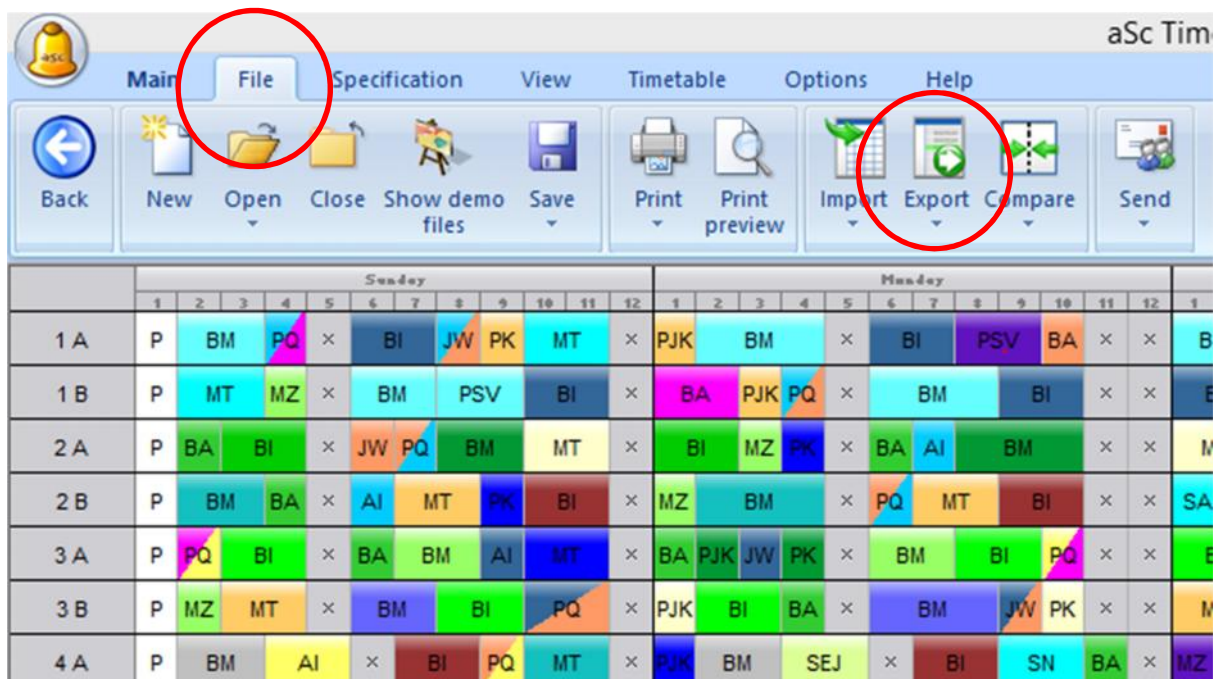 aSc Tim
asc
Main File Specification View Timetable Options Help
Back New Open Close Show demo files Save Print Print preview Import Export Compare Send
Sunday Monday
1 2 3 4 5 6 7 8 9 10 11 12 1 2 3 4 5 6 7 8 9 10 11 12 1
1 A P BM PQ × BI JW PK MT × PJK BM × BI PSV BA × × B
1 B P MT MZ × BM PSV BI × BA PJK PQ × BM BI × ×
2 A P BA BI × JW PQ BM MT × BI MZ PK × BA AI BM × ×
2 B P BM BA × AI MT PK BI × MZ BM × PQ MT BI × × SA
3 A P PQ BI × BA BM AI MT × BA PJK JW PK × BM BI PQ × ×
3 B P MZ MT × BM BI PQ × PJK BI BA × BM JW PK × ×
4 A P BM AI × BI PQ MT × PJK BM SEJ × BI SN BA × MZ